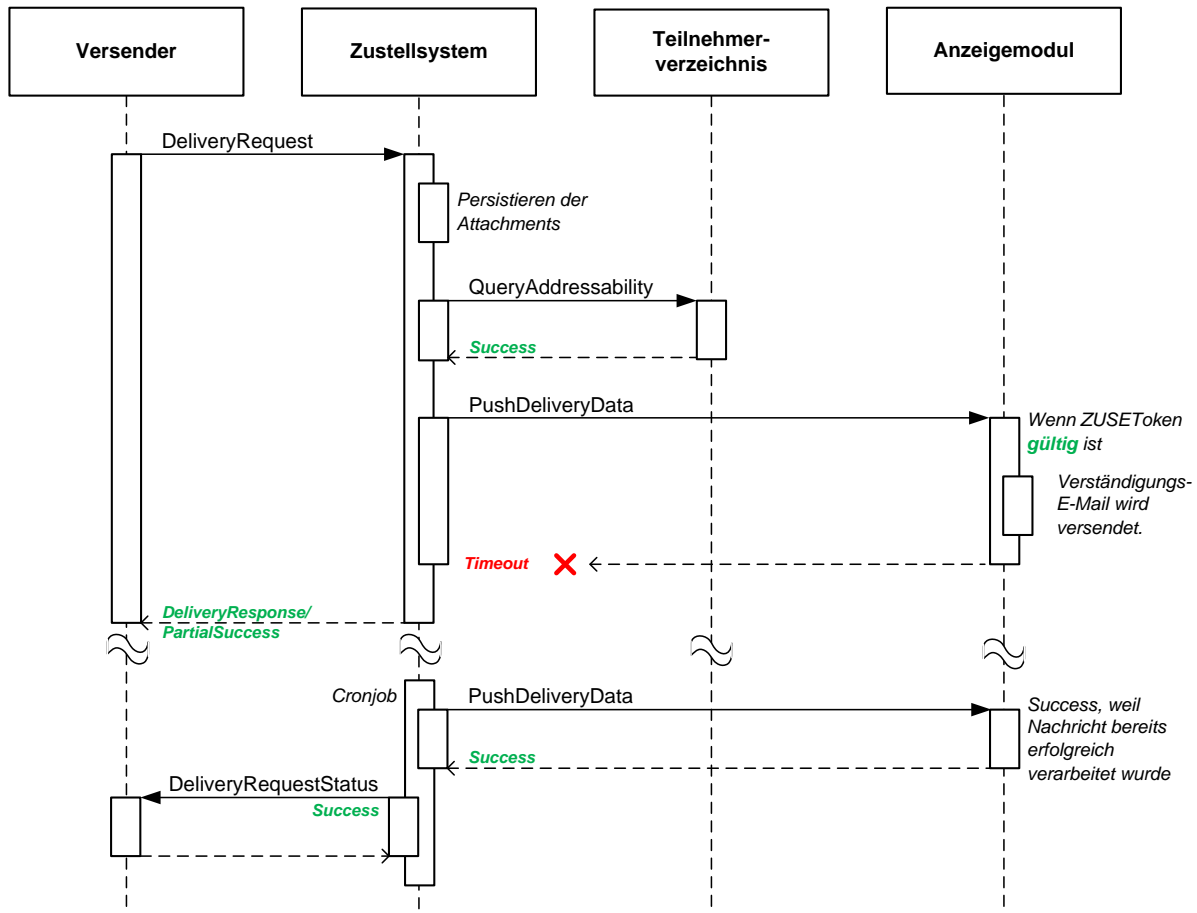 Versender
Zustellsystem
Teilnehmer-
verzeichnis
Anzeigemodul
DeliveryRequest
Persistieren der
Attachments
QueryAddressability
Success
PushDeliveryData
Wenn ZUSEToken
gültig ist
Verständigungs-
E-Mail wird
versendet.
Timeout
DeliveryResponse/
PartialSuccess
Cronjob
PushDeliveryData
Success, weil
Nachricht bereits
erfolgreich
verarbeitet wurde
Success
DeliveryRequestStatus
Success